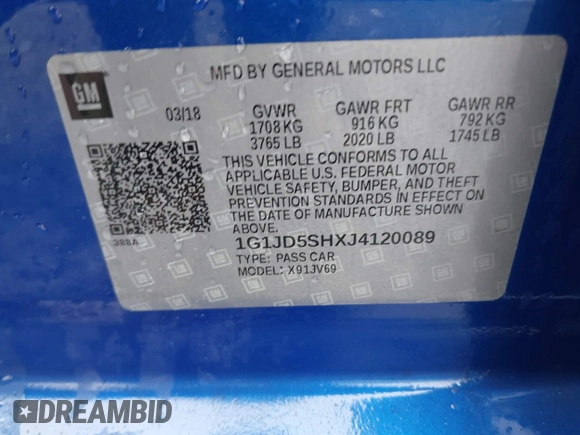 MFD BY GENERAL MOTORS LLC
GM
03/18 GVWR GAWR FRT GAWR RR
1708 KG 916 KG 792 KG
3765 LB 2020 LB 1745 LB
THIS VEHICLE CONFORMS TO ALL
APPLICABLE U.S. FEDERAL MOTOR
VEHICLE SAFETY, BUMPER, AND THEFT
PREVENTION STANDARDS IN EFFECT ON
THE DATE OF MANUFACTURE SHOWN ABOVE.
388A
1G1JD5SHXJ4120089
TYPE: PASS CAR
MODEL: X91JV69
DREAMBID